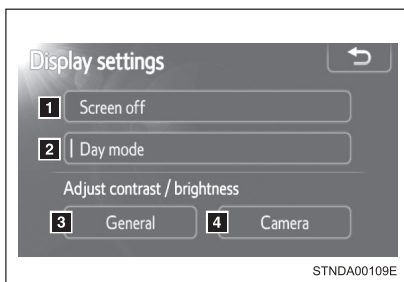 Display settings
1 Screen off
2 Day mode
Adjust contrast / brightness
3 General 4 Camera
STNDA00109E